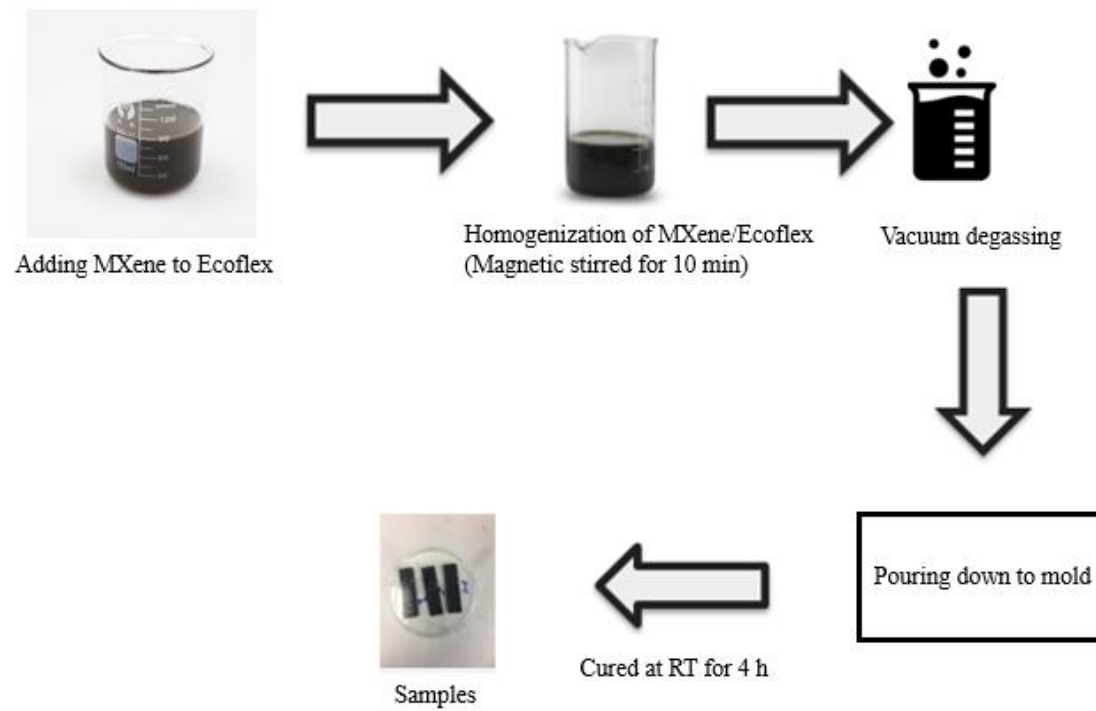 Adding MXene to Ecoflex
Homogenization of MXene/Ecoflex
(Magnetic stirred for 10 min)
Vacuum degassing
Pouring down to mold
Cured at RT for 4 h
Samples